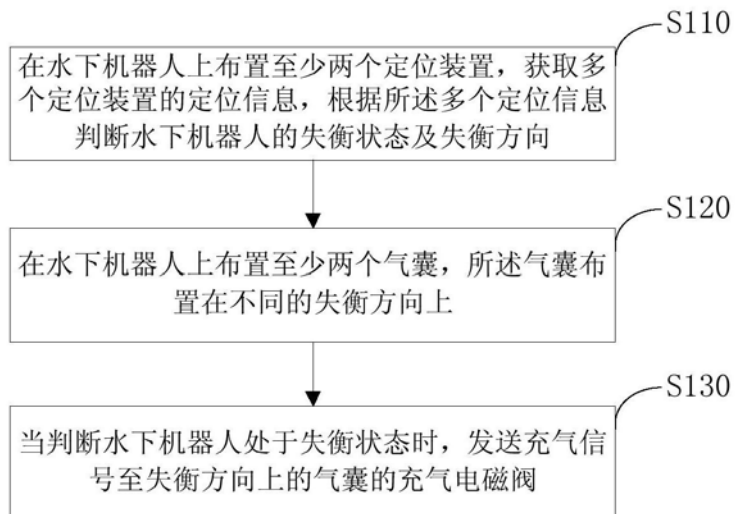 S110
在水下机器人上布置至少两个定位装置，获取多
个定位装置的定位信息，根据所述多个定位信息
判断水下机器人的失衡状态及失衡方向
S120
在水下机器人上布置至少两个气囊，所述气囊布
置在不同的失衡方向上
S130
当判断水下机器人处于失衡状态时，发送充气信
号至失衡方向上的气囊的充气电磁阀